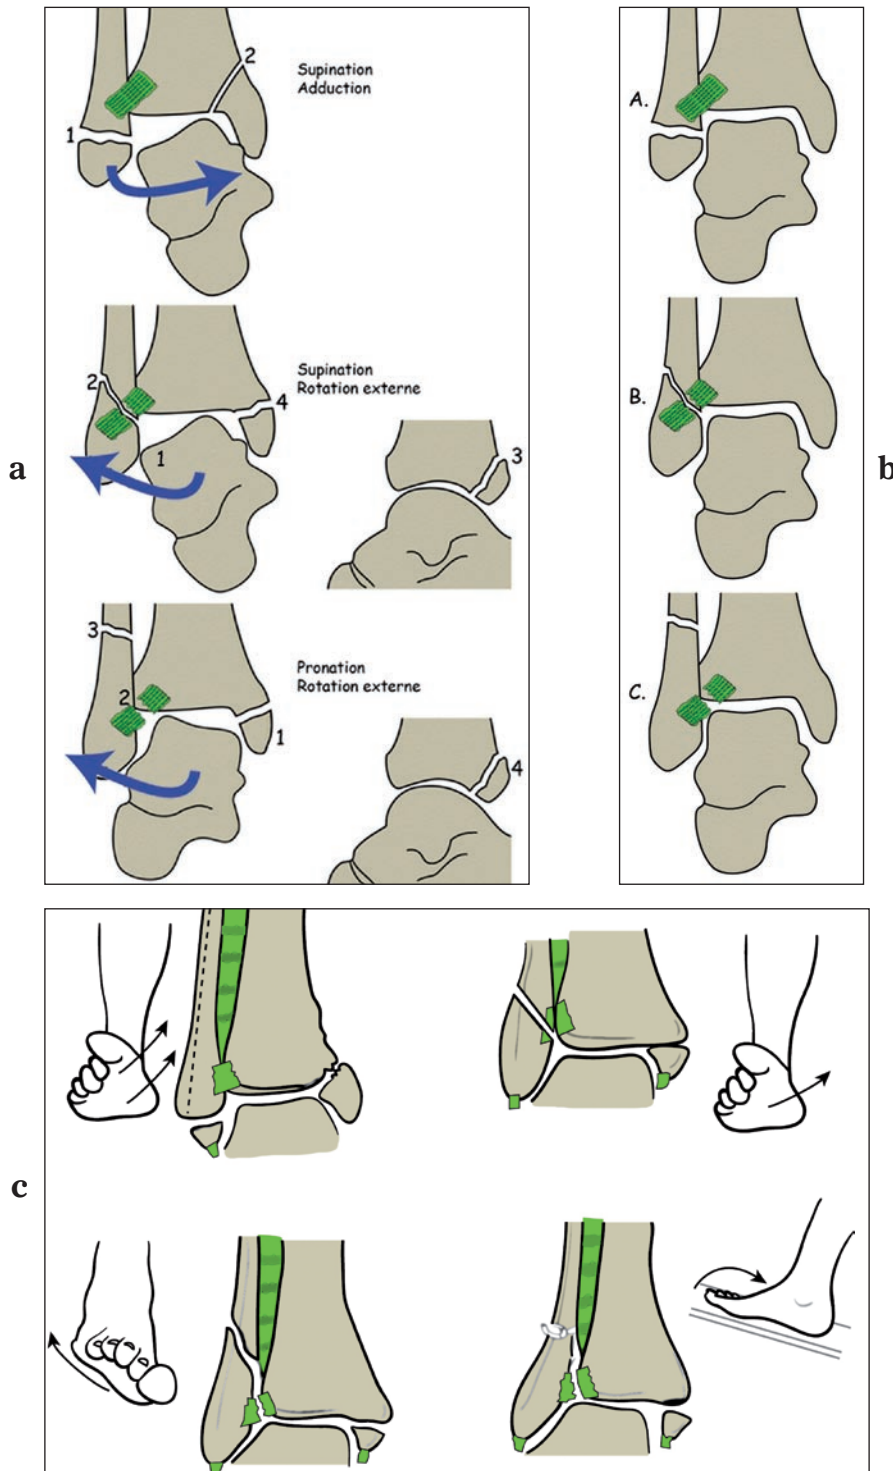 2
Supination
Adduction
1
Supination
Rotation externe
2
4
1
3
3
Pronation
Rotation externe
2
1
4
a
A.
B.
C.
b
c